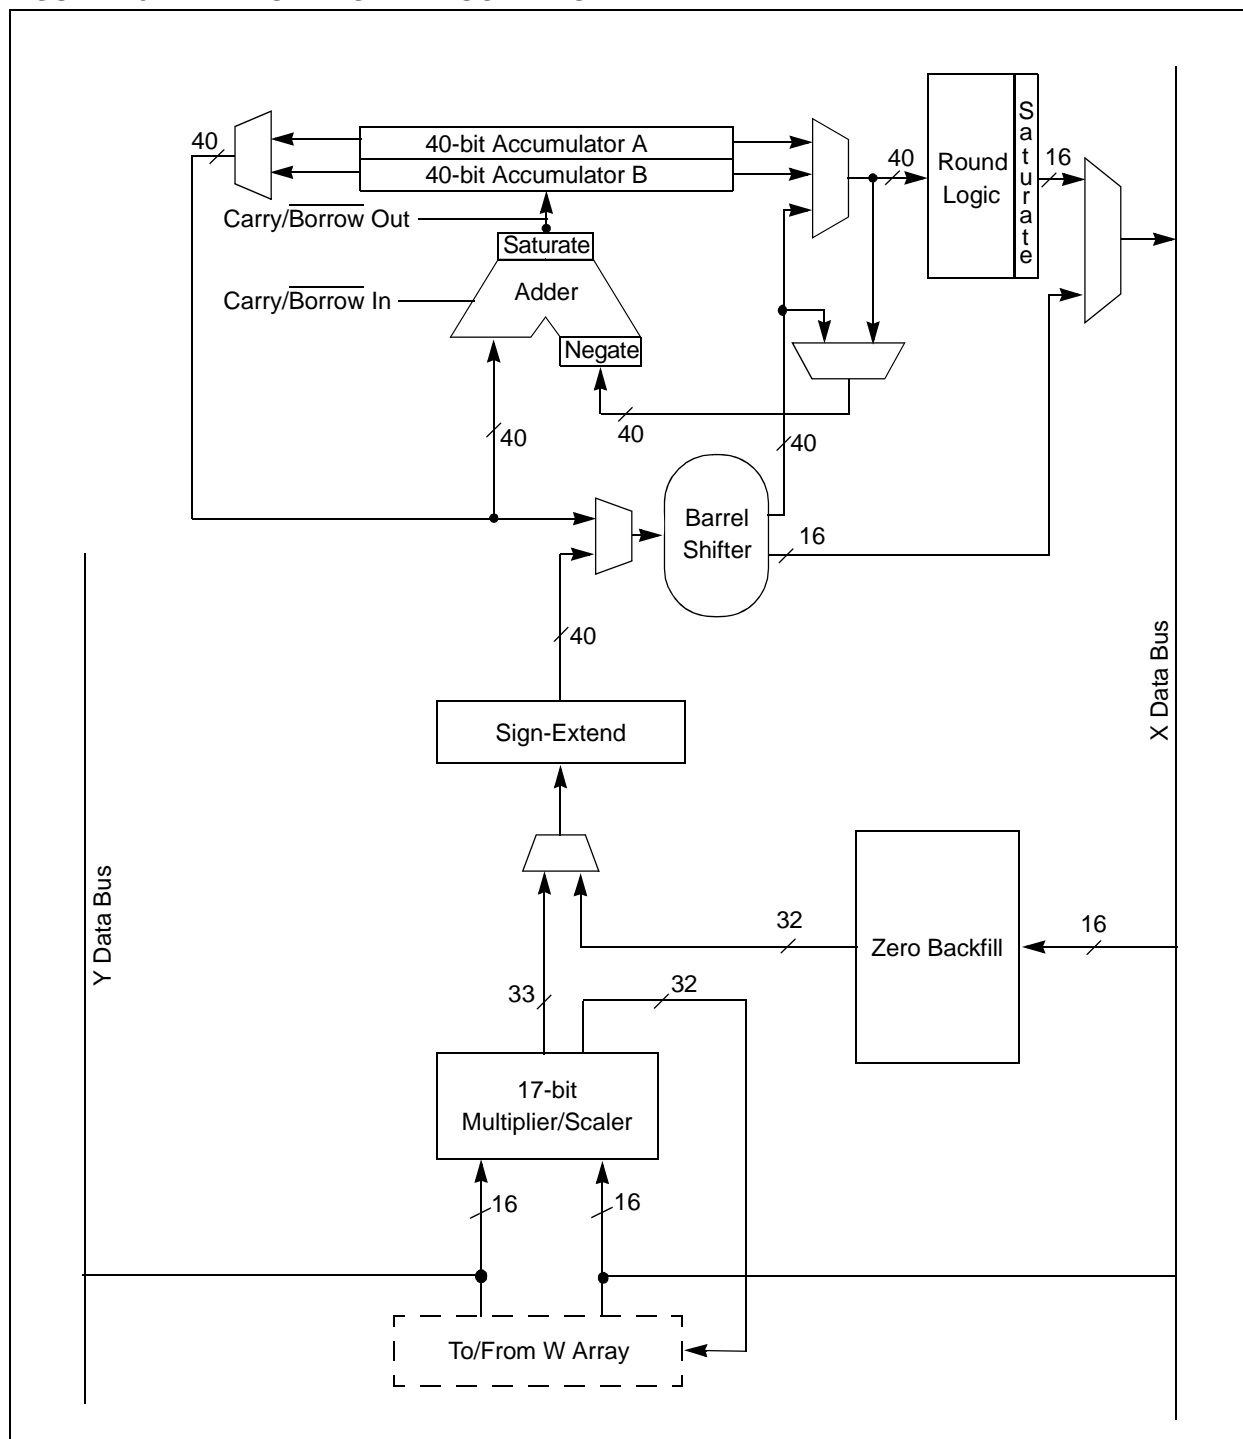 40
40-bit Accumulator A
40-bit Accumulator B
Carry/Borrow Out
Saturate
Carry/Borrow In
Adder
Negate
40
Round
Logic
Saturate
16
40
40
40
Barrel
Shifter
16
40
Sign-Extend
X Data Bus
Y Data Bus
32
Zero Backfill
16
33
32
17-bit
Multiplier/Scaler
16
16
To/From W Array